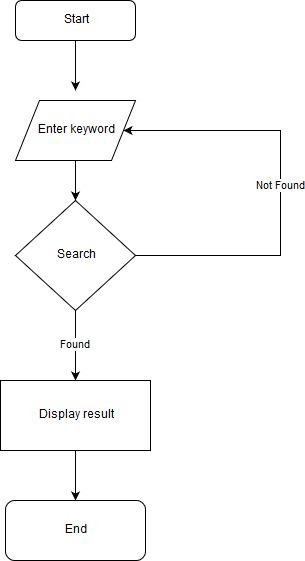 Start
Enter keyword
Not Found
Search
Found
Display result
End